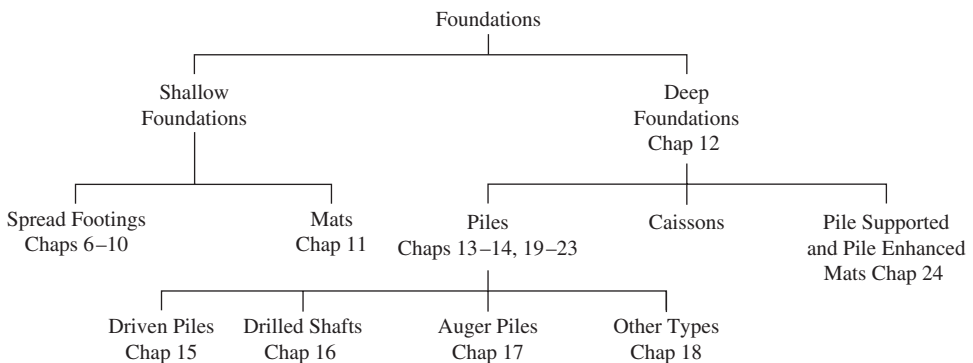 Foundations
Shallow
Foundations
Deep
Foundations
Chap 12
Spread Footings
Chaps 6–10
Mats
Chap 11
Piles
Chaps 13–14, 19–23
Caissons
Pile Supported
and Pile Enhanced
Mats Chap 24
Driven Piles
Chap 15
Drilled Shafts
Chap 16
Auger Piles
Chap 17
Other Types
Chap 18